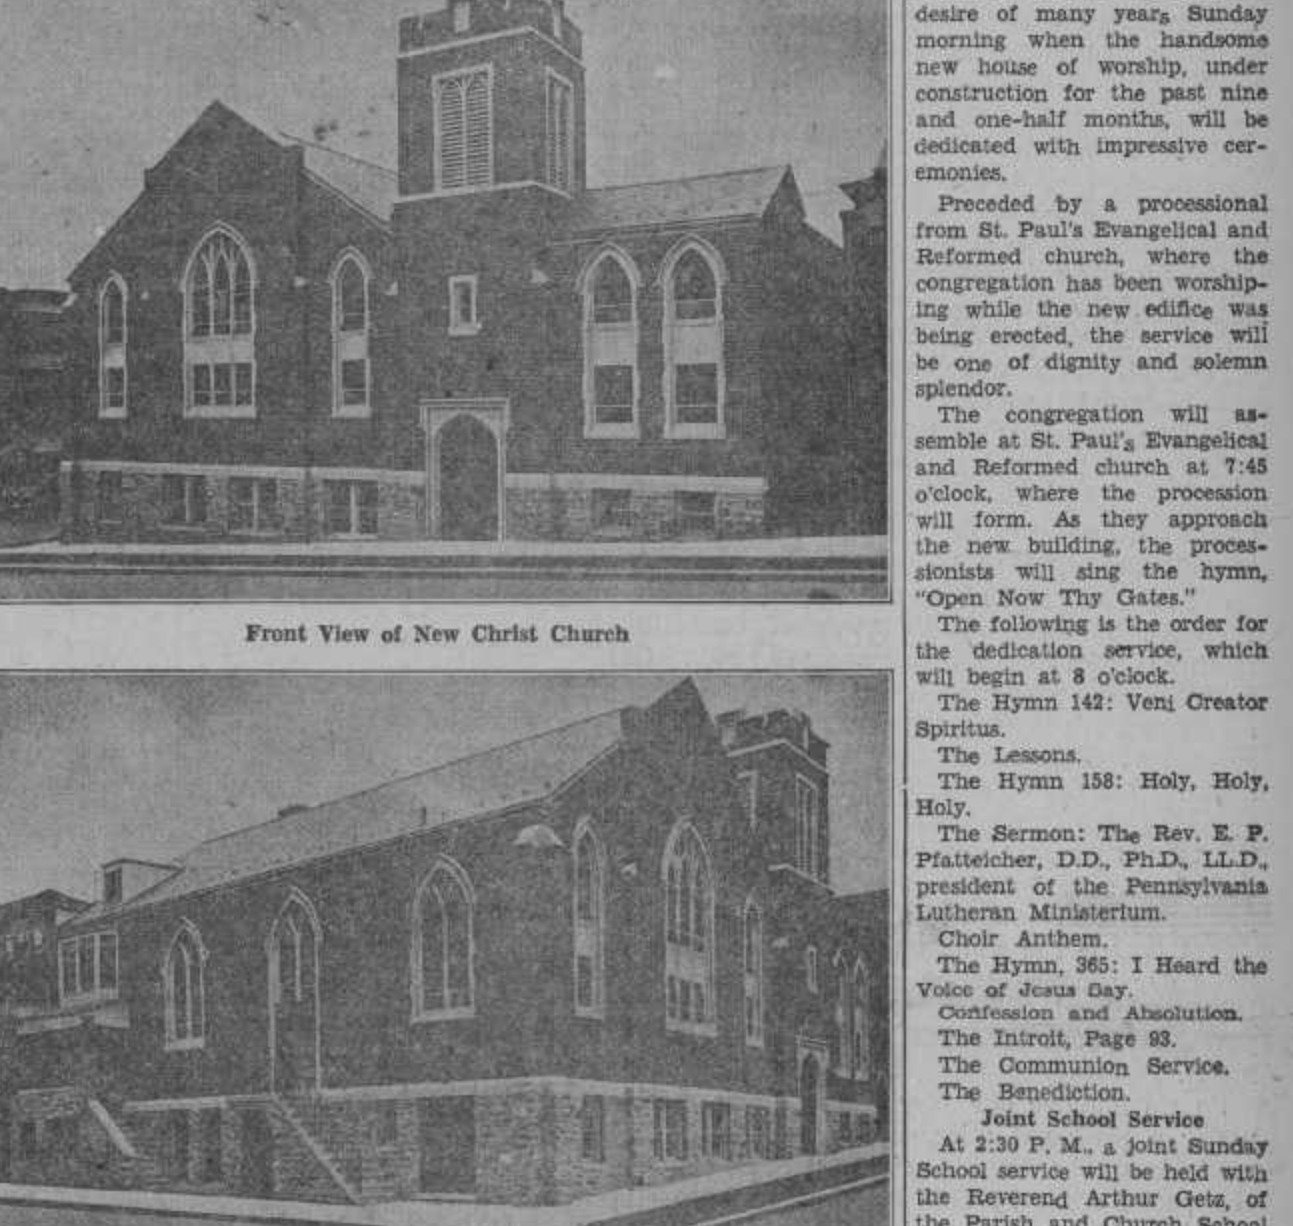 Front View of New Christ Church
desire of many years Sunday
morning when the handsome
new house of worship, under
construction for the past nine
and one-half months, will be
dedicated with impressive cer-
emonies.
Preceded by a processional
from St. Paul's Evangelical and
Reformed church, where the
congregation has been worship-
ing while the new edifice was
being erected, the service will
be one of dignity and solemn
splendor.
The congregation will as-
semble at St. Paul's Evangelical
and Reformed church at 7:45
o'clock, where the procession
will form. As they approach
the new building, the proces-
sionists will sing the hymn,
"Open Now Thy Gates."
The following is the order for
the dedication service, which
will begin at 8 o'clock.
The Hymn 142: Veni Creator
Spiritus.
The Lessons.
The Hymn 158: Holy, Holy,
Holy.
The Sermon: The Rev. E. P.
Pfatteicher, D.D., Ph.D., LL.D.,
president of the Pennsylvania
Lutheran Ministerium.
Choir Anthem.
The Hymn, 365: I Heard the
Voice of Jesus Say.
Confession and Absolution.
The Introit, Page 93.
The Communion Service.
The Benediction.
Joint School Service
At 2:30 P. M., a joint Sunday
School service will be held with
the Reverend Arthur Getz, of
the Parish and Church School